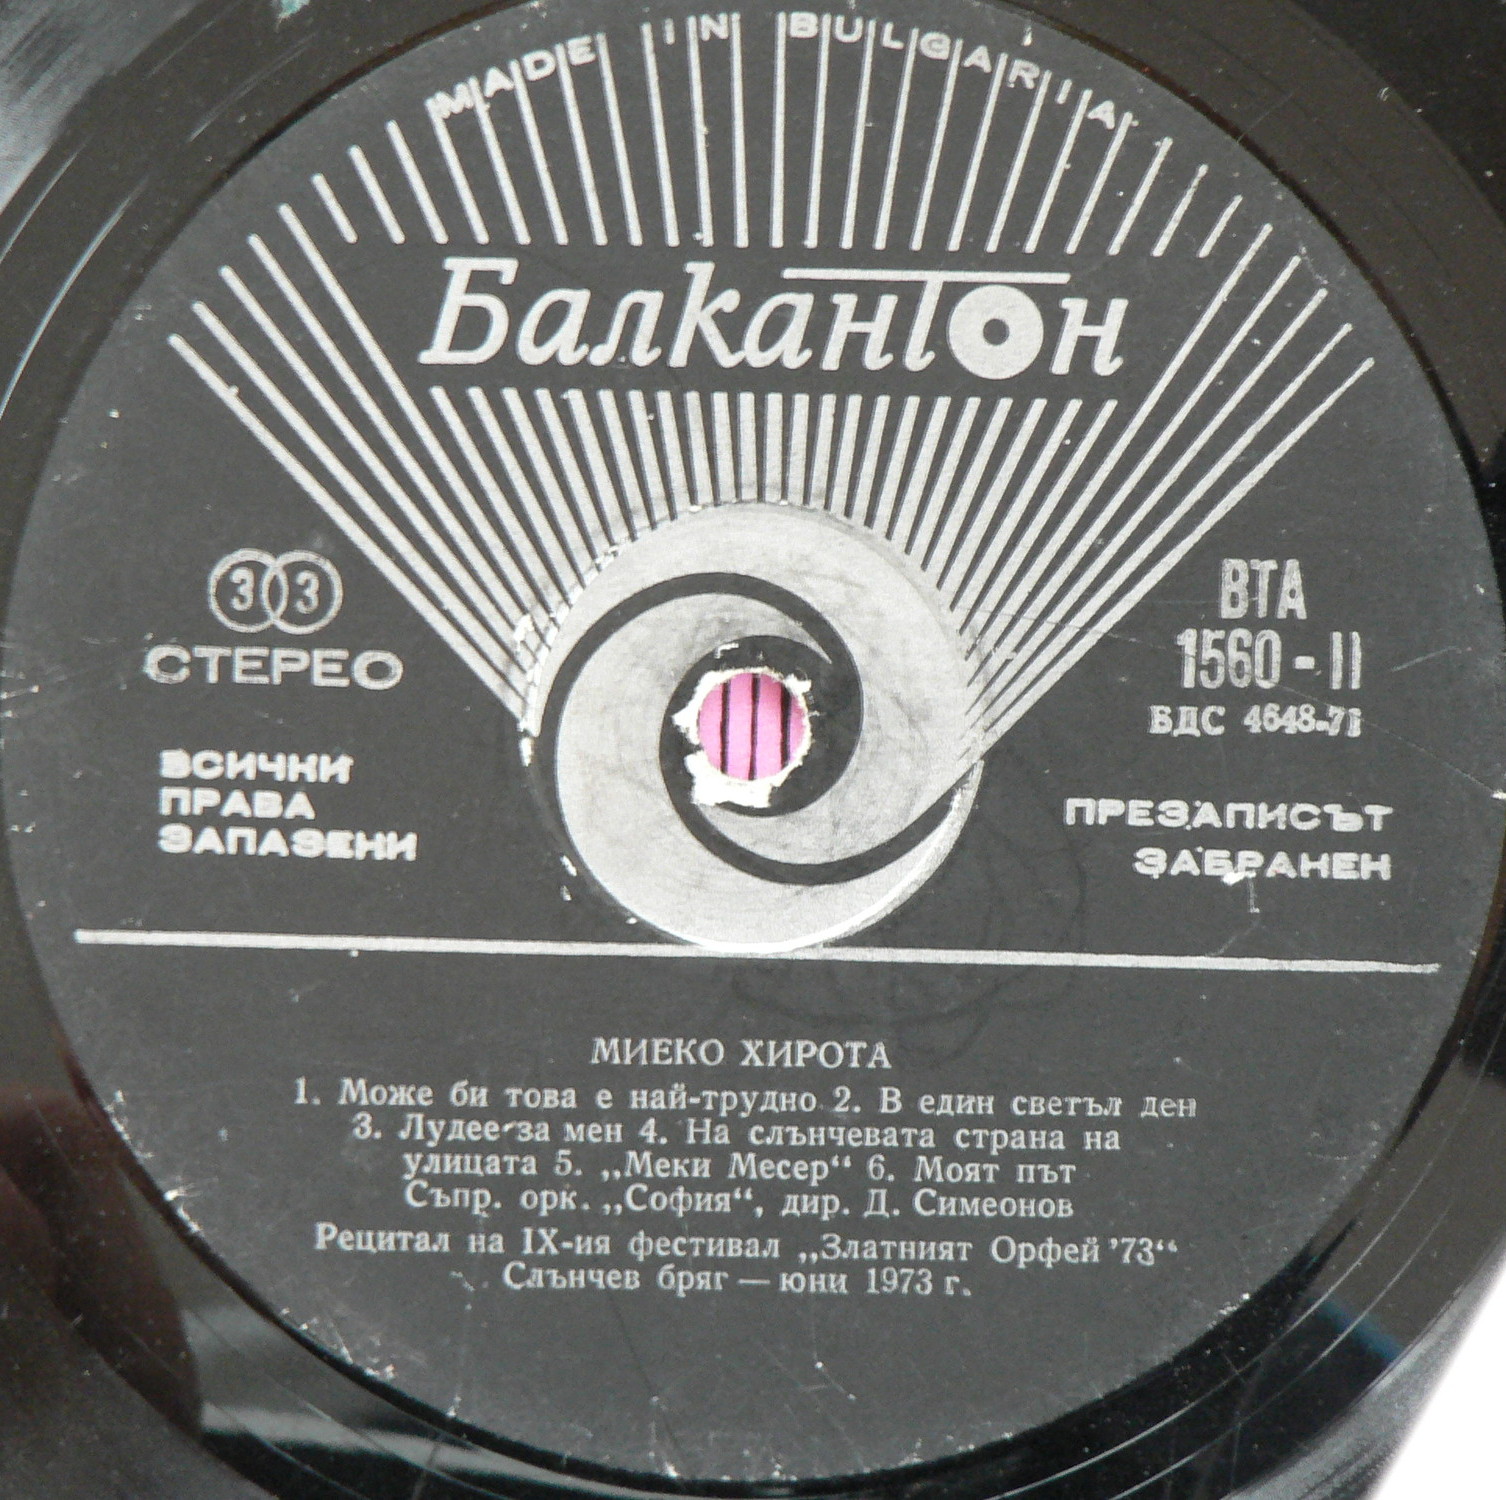 MADE IN BULGARIA
Балкантон
33
СТЕРЕО
ВСИЧКИ
ПРАВА
ЗАПАЗЕНИ
ВТА
1560-II
БДС 4648-71
ПРЕЗАПИСЪТ
ЗАБРАНЕН
МИЕКО ХИРОТА
1. Може би това е най-трудно 2. В един светъл ден
3. Лудее за мен 4. На слънчевата страна на
улицата 5. „Меки Месер“ 6. Моят път
Съпр. орк. „София“, дир. Д. Симеонов
Рецитал на IX-ия фестивал „Златният Орфей ’73“
Слънчев бряг — юни 1973 г.